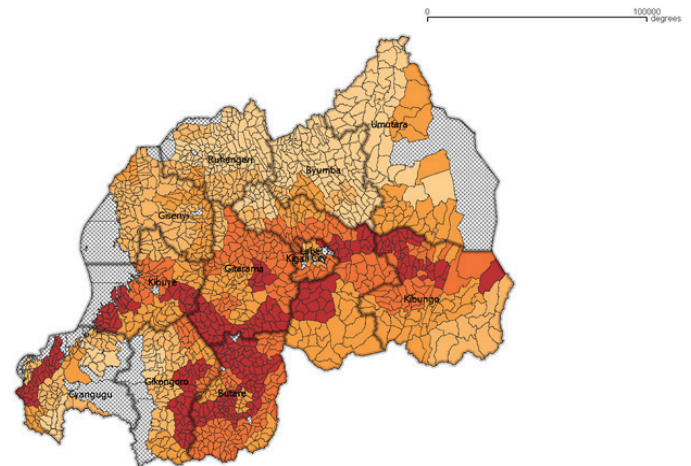 0
100000
degrees
Umutara
Ruhengeri
Byumba
Gisenyi
Kigali City
Gitarama
Kibuye
Kibungo
Gikongoro
Cyangugu
Butare